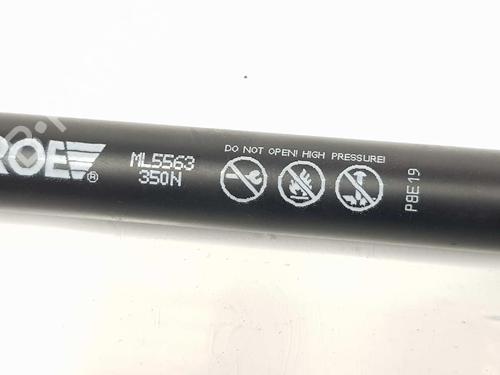 ROE®
ML5563
350N
DO NOT OPEN! HIGH PRESSURE!
P8E19